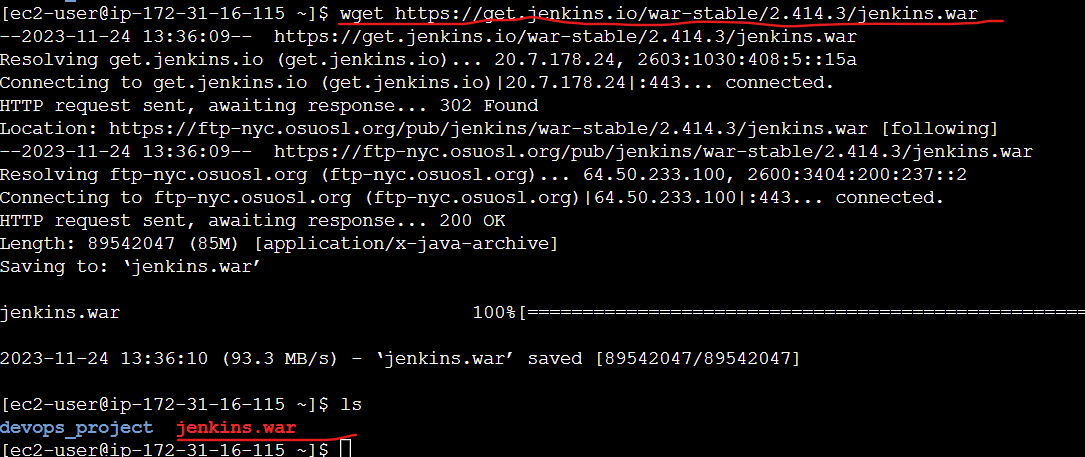 [ec2-user@ip-172-31-16-115 ~]$ wget https://get.jenkins.io/war-stable/2.414.3/jenkins.war
--2023-11-24 13:36:09--  https://get.jenkins.io/war-stable/2.414.3/jenkins.war
Resolving get.jenkins.io (get.jenkins.io)... 20.7.178.24, 2603:1030:408:5::15a
Connecting to get.jenkins.io (get.jenkins.io)|20.7.178.24|:443... connected.
HTTP request sent, awaiting response... 302 Found
Location: https://ftp-nyc.osuosl.org/pub/jenkins/war-stable/2.414.3/jenkins.war [following]
--2023-11-24 13:36:09--  https://ftp-nyc.osuosl.org/pub/jenkins/war-stable/2.414.3/jenkins.war
Resolving ftp-nyc.osuosl.org (ftp-nyc.osuosl.org)... 64.50.233.100, 2600:3404:200:237::2
Connecting to ftp-nyc.osuosl.org (ftp-nyc.osuosl.org)|64.50.233.100|:443... connected.
HTTP request sent, awaiting response... 200 OK
Length: 89542047 (85M) [application/x-java-archive]
Saving to: ‘jenkins.war’
jenkins.war                                100%[===================================================
2023-11-24 13:36:10 (93.3 MB/s) - ‘jenkins.war’ saved [89542047/89542047]
[ec2-user@ip-172-31-16-115 ~]$ ls
devops_project  jenkins.war
[ec2-user@ip-172-31-16-115 ~]$